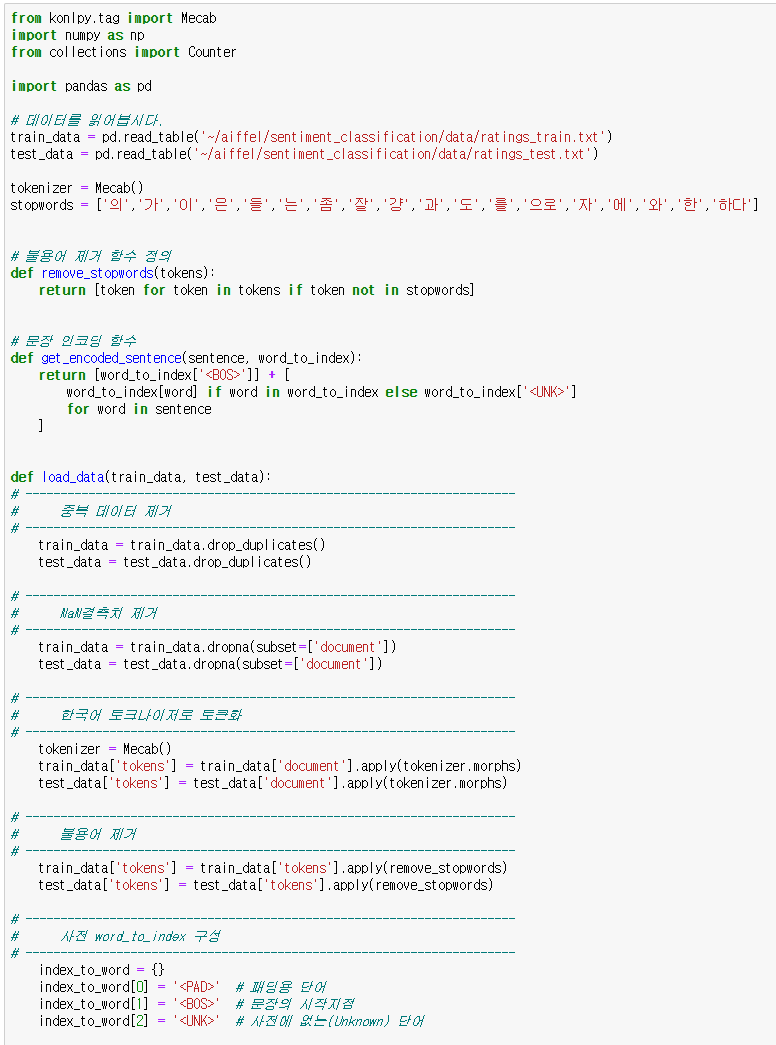 from konlpy.tag import Mecab
import numpy as np
from collections import Counter
import pandas as pd
# 데이터를 읽어봅시다.
train_data = pd.read_table('~/aiffel/sentiment_classification/data/ratings_train.txt')
test_data = pd.read_table('~/aiffel/sentiment_classification/data/ratings_test.txt')
tokenizer = Mecab()
stopwords = ['의','가','이','은','들','는','좀','잘','걍','과','도','를','으로','자','에','와','한','하다']
# 불용어 제거 함수 정의
def remove_stopwords(tokens):
    return [token for token in tokens if token not in stopwords]
# 문장 인코딩 함수
def get_encoded_sentence(sentence, word_to_index):
    return [word_to_index['<BOS>']] + [
        word_to_index[word] if word in word_to_index else word_to_index['<UNK>']
        for word in sentence
    ]
def load_data(train_data, test_data):
# ----------------------------------------------------------------------
#     중복 데이터 제거
# ----------------------------------------------------------------------
    train_data = train_data.drop_duplicates()
    test_data = test_data.drop_duplicates()
# ----------------------------------------------------------------------
#     NaN결측치 제거
# ----------------------------------------------------------------------
    train_data = train_data.dropna(subset=['document'])
    test_data = test_data.dropna(subset=['document'])
# ----------------------------------------------------------------------
#     한국어 토크나이저로 토큰화
# ----------------------------------------------------------------------
    tokenizer = Mecab()
    train_data['tokens'] = train_data['document'].apply(tokenizer.morphs)
    test_data['tokens'] = test_data['document'].apply(tokenizer.morphs)
# ----------------------------------------------------------------------
#     불용어 제거
# ----------------------------------------------------------------------
    train_data['tokens'] = train_data['tokens'].apply(remove_stopwords)
    test_data['tokens'] = test_data['tokens'].apply(remove_stopwords)
# ----------------------------------------------------------------------
#     사전 word_to_index 구성
# ----------------------------------------------------------------------
    index_to_word = {}
    index_to_word[0] = '<PAD>'  # 패딩용 단어
    index_to_word[1] = '<BOS>'  # 문장의 시작지점
    index_to_word[2] = '<UNK>'  # 사전에 없는(Unknown) 단어